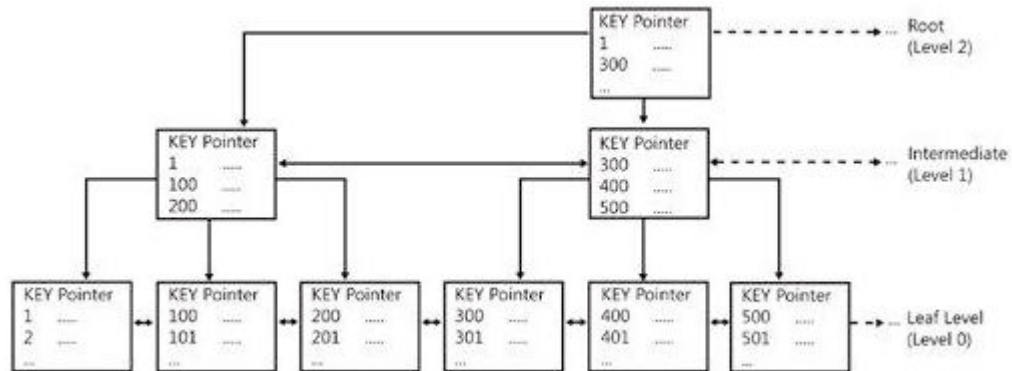 KEY Pointer
1 .....
300 .....
...
... Root
(Level 2)
KEY Pointer
1 .....
100 .....
200 .....
KEY Pointer
300 .....
400 .....
500 .....
... Intermediate
(Level 1)
KEY Pointer
1 .....
2 .....
...
KEY Pointer
100 .....
101 .....
...
KEY Pointer
200 .....
201 .....
...
KEY Pointer
300 .....
301 .....
...
KEY Pointer
400 .....
401 .....
...
KEY Pointer
500 .....
501 .....
...
... Leaf Level
(Level 0)